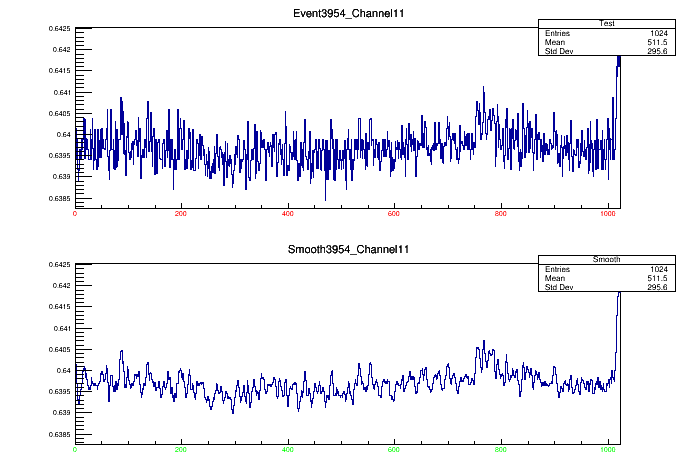 Event3954_Channel11
Test
Entries 1024
Mean 511.5
Std Dev 295.6
0.6425
0.642
0.6415
0.641
0.6405
0.64
0.6395
0.639
0.6385
0 200 400 600 800 1000
Smooth3954_Channel11
Smooth
Entries 1024
Mean 511.5
Std Dev 295.6
0.6425
0.642
0.6415
0.641
0.6405
0.64
0.6395
0.639
0.6385
0 200 400 600 800 1000